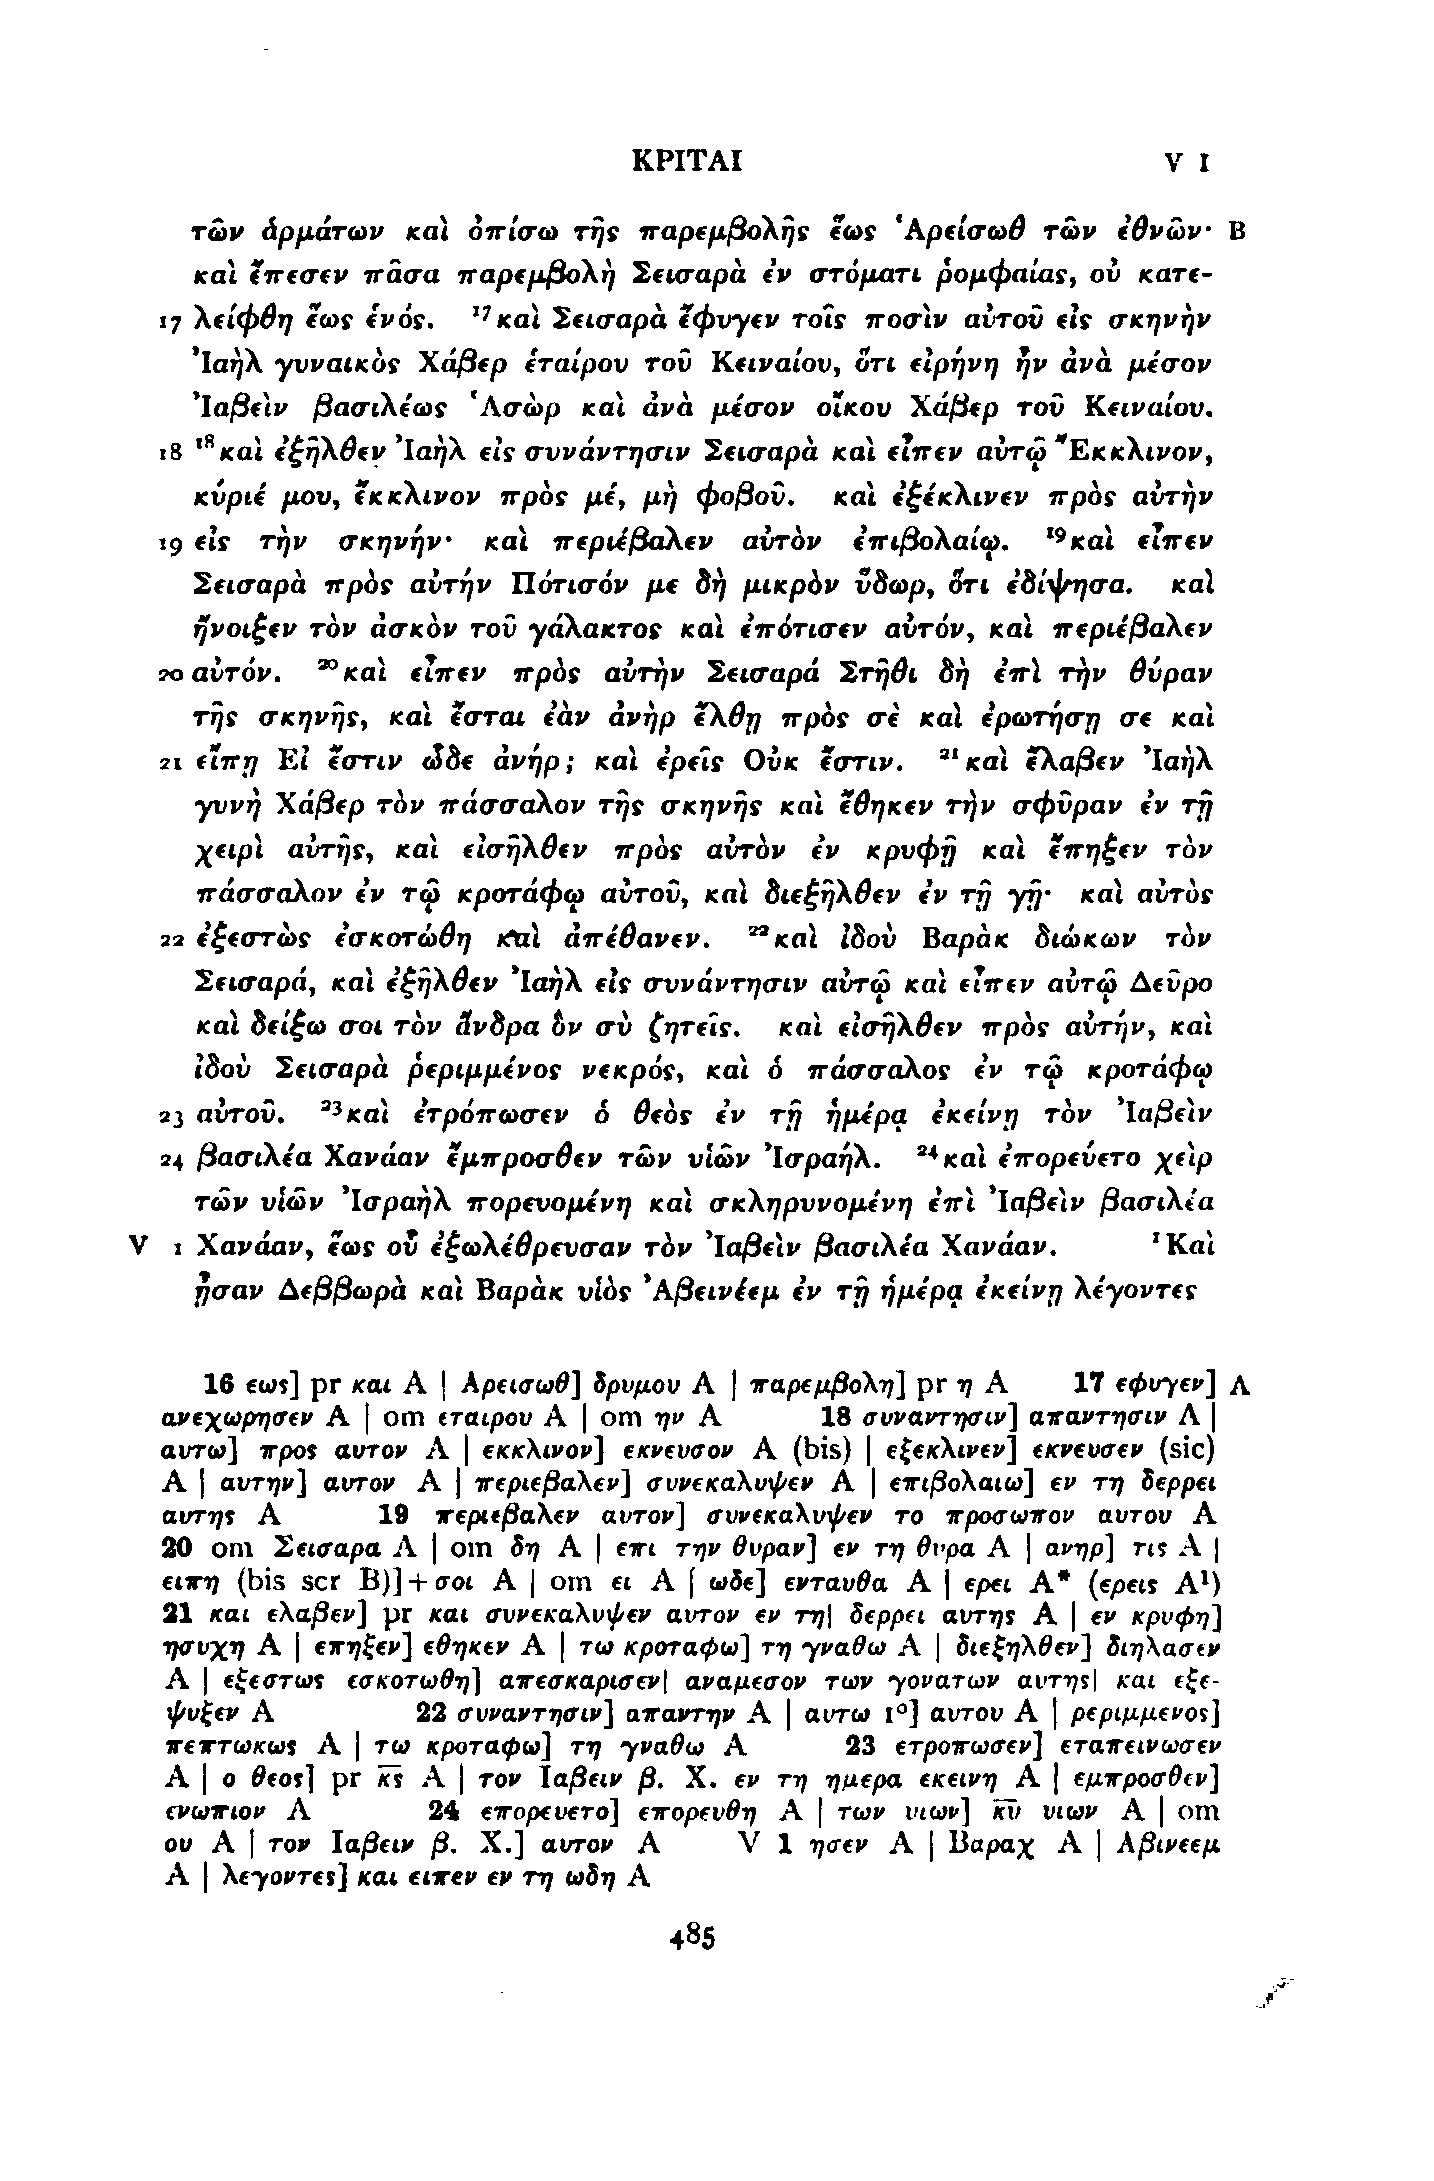 ΚΡΙΤΑΙ V 1
τῶν ἁρμάτων καὶ ὀπίσω τῆς παρεμβολῆς ἕως Ἁρείσωθ τῶν ἐθνῶν· B
καὶ ἔπεσεν πᾶσα παρεμβολὴ Σεισαρὰ ἐν στόματι ῥομφαίας, οὐ κατε-
17 λείφθη ἕως ἑνός. ¹⁷καὶ Σεισαρὰ ἔφυγεν τοῖς ποσὶν αὐτοῦ εἰς σκηνὴν
Ἰαὴλ γυναικὸς Χάβερ ἑταίρου τοῦ Κειναίου, ὅτι εἰρήνη ἦν ἀνὰ μέσον
Ἰαβεὶν βασιλέως Ἁσὼρ καὶ ἀνὰ μέσον οἴκου Χάβερ τοῦ Κειναίου.
18 ¹⁸καὶ ἐξῆλθεν Ἰαὴλ εἰς συνάντησιν Σεισαρὰ καὶ εἶπεν αὐτῷ Ἔκκλινον,
κύριέ μου, ἔκκλινον πρὸς μέ, μὴ φοβοῦ. καὶ ἐξέκλινεν πρὸς αὐτὴν
19 εἰς τὴν σκηνήν· καὶ περιέβαλεν αὐτὸν ἐπιβολαίῳ. ¹⁹καὶ εἶπεν
Σεισαρὰ πρὸς αὐτήν Πότισόν με δὴ μικρὸν ὕδωρ, ὅτι ἐδίψησα. καὶ
ἤνοιξεν τὸν ἀσκὸν τοῦ γάλακτος καὶ ἐπότισεν αὐτόν, καὶ περιέβαλεν
20 αὐτόν. ²⁰καὶ εἶπεν πρὸς αὐτὴν Σεισαρά Στῆθι δὴ ἐπὶ τὴν θύραν
τῆς σκηνῆς, καὶ ἔσται ἐὰν ἀνὴρ ἔλθῃ πρὸς σὲ καὶ ἐρωτήσῃ σε καὶ
21 εἴπῃ Εἰ ἔστιν ὧδε ἀνήρ; καὶ ἐρεῖς Οὐκ ἔστιν. ²¹καὶ ἔλαβεν Ἰαὴλ
γυνὴ Χάβερ τὸν πάσσαλον τῆς σκηνῆς καὶ ἔθηκεν τὴν σφῦραν ἐν τῇ
χειρὶ αὐτῆς, καὶ εἰσῆλθεν πρὸς αὐτὸν ἐν κρυφῇ καὶ ἔπηξεν τὸν
πάσσαλον ἐν τῷ κροτάφῳ αὐτοῦ, καὶ διεξῆλθεν ἐν τῇ γῇ· καὶ αὐτὸς
22 ἐξεστὼς ἐσκοτώθη καὶ ἀπέθανεν. ²²καὶ ἰδοὺ Βαρὰκ διώκων τὸν
Σεισαρά, καὶ ἐξῆλθεν Ἰαὴλ εἰς συνάντησιν αὐτῷ καὶ εἶπεν αὐτῷ Δεῦρο
καὶ δείξω σοι τὸν ἄνδρα ὃν σὺ ζητεῖς. καὶ εἰσῆλθεν πρὸς αὐτήν, καὶ
ἰδοὺ Σεισαρὰ ῥεριμμένος νεκρός, καὶ ὁ πάσσαλος ἐν τῷ κροτάφῳ
23 αὐτοῦ. ²³καὶ ἐτρόπωσεν ὁ θεὸς ἐν τῇ ἡμέρᾳ ἐκείνῃ τὸν Ἰαβεὶν
24 βασιλέα Χανάαν ἔμπροσθεν τῶν υἱῶν Ἰσραήλ. ²⁴καὶ ἐπορεύετο χεὶρ
τῶν υἱῶν Ἰσραὴλ πορευομένη καὶ σκληρυνομένη ἐπὶ Ἰαβεὶν βασιλέα
V 1 Χανάαν, ἕως οὗ ἐξωλέθρευσαν τὸν Ἰαβεὶν βασιλέα Χανάαν. ¹Καὶ
ᾖσαν Δεββωρὰ καὶ Βαρὰκ υἱὸς Ἀβεινέεμ ἐν τῇ ἡμέρᾳ ἐκείνῃ λέγοντες
16 εως] pr και A | Αρεισωθ] δρυμου A | παρεμβολη] pr η A 17 εφυγεν] A
ανεχωρησεν A | om εταιρου A | om ην A 18 συναντησιν] απαντησιν A |
αυτω] προς αυτον A | εκκλινον] εκνευσον A (bis) | εξεκλινεν] εκνευσεν (sic)
A | αυτην] αυτον A | περιεβαλεν] συνεκαλυψεν A | επιβολαιω] εν τη δερρει
αυτης A 19 περιεβαλεν αυτον] συνεκαλυψεν το προσωπον αυτου A
20 om Σεισαρα A | om δη A | επι την θυραν] εν τη θυρα A | ανηρ] τις A |
ειπη (bis scr B)]+σοι A | om ει A | ωδε] ενταυθα A | ερει A* (ερεις A¹)
21 και ελαβεν] pr και συνεκαλυψεν αυτον εν τη| δερρει αυτης A | εν κρυφη]
ησυχη A | επηξεν] εθηκεν A | τω κροταφω] τη γναθω A | διεξηλθεν] διηλασεν
A | εξεστως εσκοτωθη] απεσκαρισεν| αναμεσον των γονατων αυτης| και εξε-
ψυξεν A 22 συναντησιν] απαντην A | αυτω 1°] αυτου A | ρεριμμενος]
πεπτωκως A | τω κροταφω] τη γναθω A 23 ετροπωσεν] εταπεινωσεν
A | ο θεος] pr κ̅ς̅ A | τον Ιαβειν β. Χ. εν τη ημερα εκεινη A | εμπροσθεν]
ενωπιον A 24 επορευετο] επορευθη A | των υιων] κ̅υ̅ υιων A | om
ου A | τον Ιαβειν β. Χ.] αυτον A V 1 ησεν A | Βαραχ A | Αβινεεμ
A | λεγοντες] και ειπεν εν τη ωδη A
485